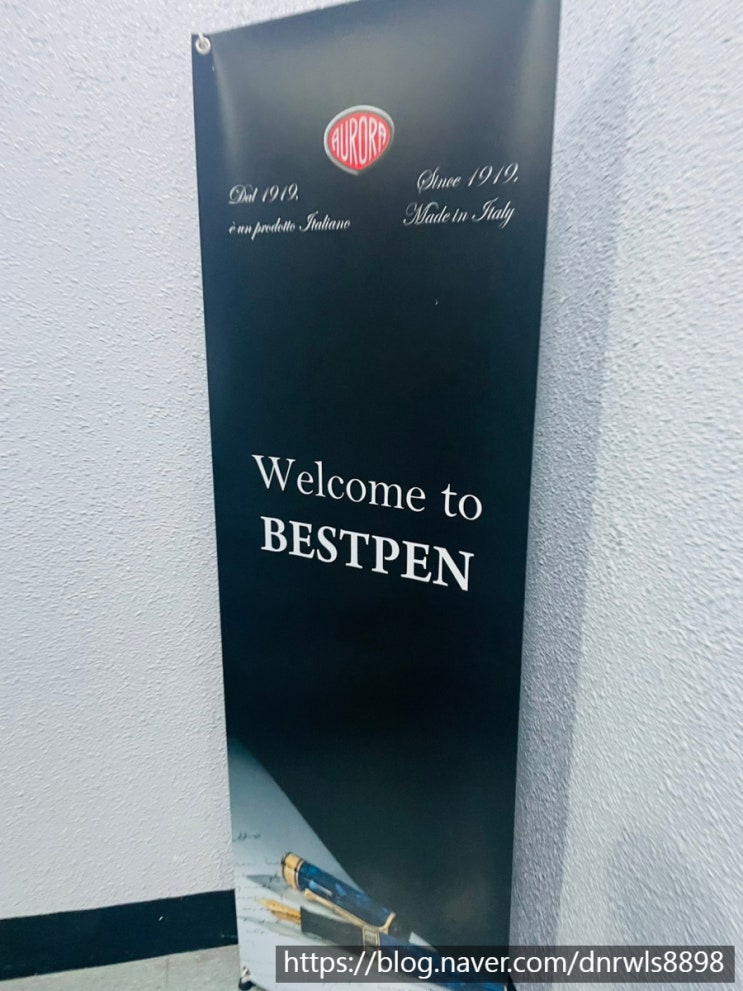 AURORA
Dal 1919,
è un prodotto Italiano
Since 1919,
Made in Italy
Welcome to
BESTPEN
https://blog.naver.com/dnrwls8898